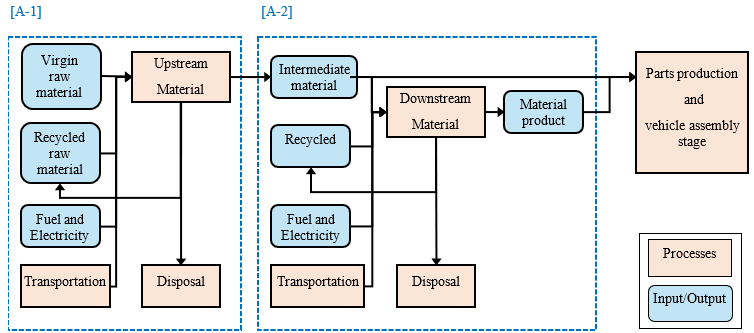 [A-1]
[A-2]
Virgin
raw
material
Upstream
Material
Recycled
raw
material
Fuel and
Electricity
Transportation
Disposal
Intermediate
material
Downstream
Material
Material
product
Recycled
Fuel and
Electricity
Transportation
Disposal
Parts production
and
vehicle assembly
stage
Processes
Input/Output